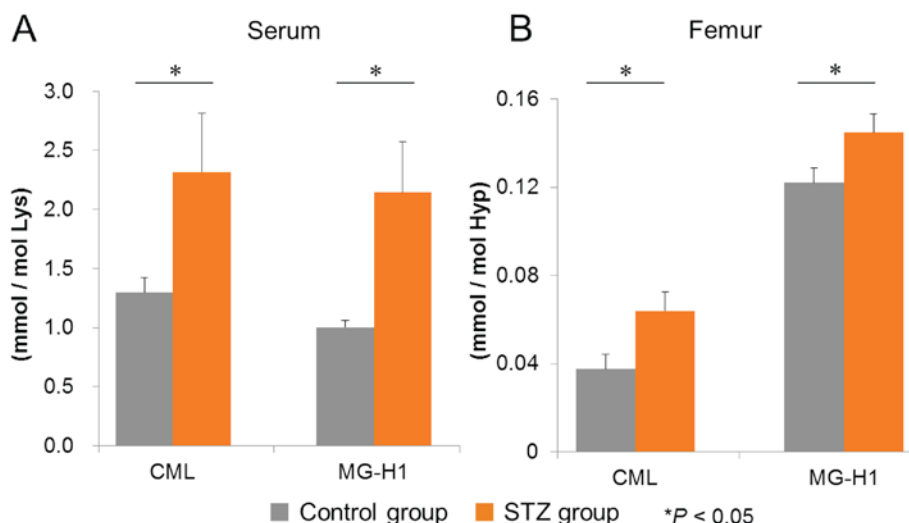 A
Serum
* *
3.0
2.5
2.0
1.5
1.0
0.5
0.0
(mmol / mol Lys)
CML MG-H1
B
Femur
* *
0.16
0.12
0.08
0.04
0
(mmol / mol Hyp)
CML MG-H1
Control group STZ group *P < 0.05